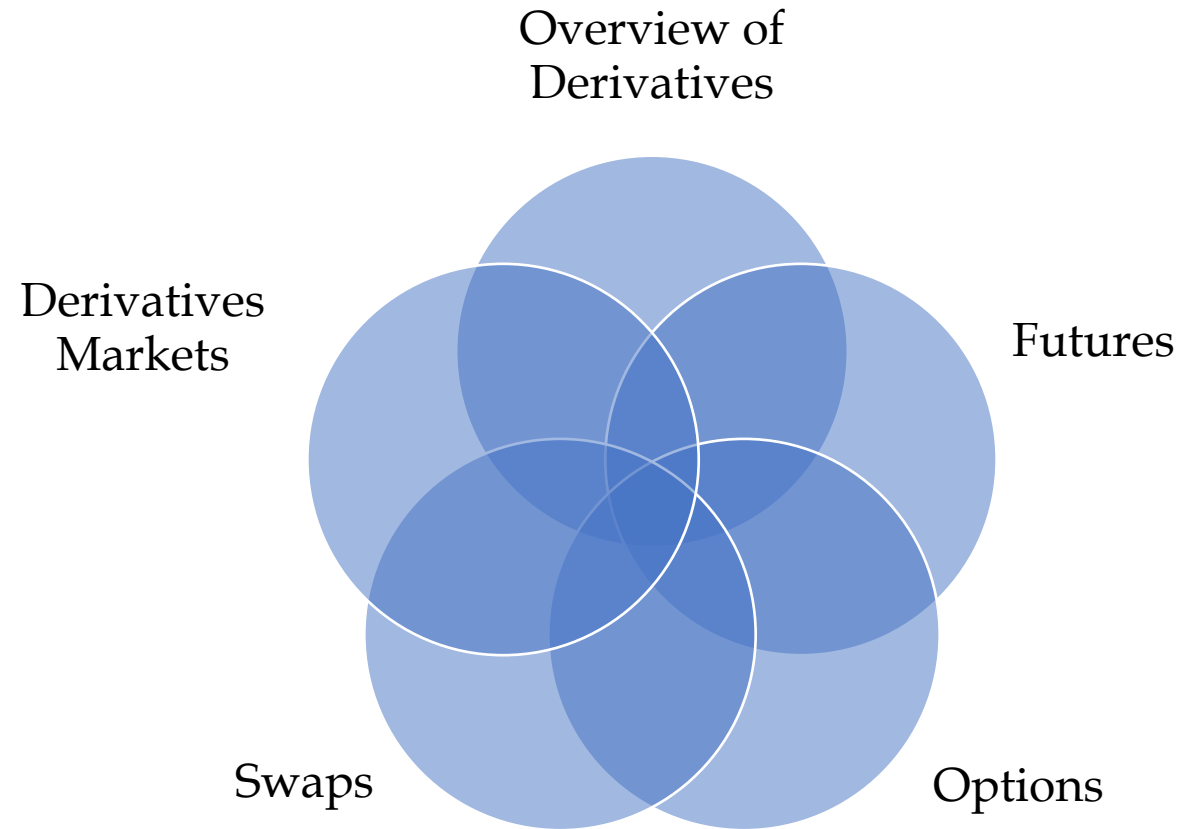 Overview of
Derivatives
Derivatives
Markets
Futures
Swaps
Options